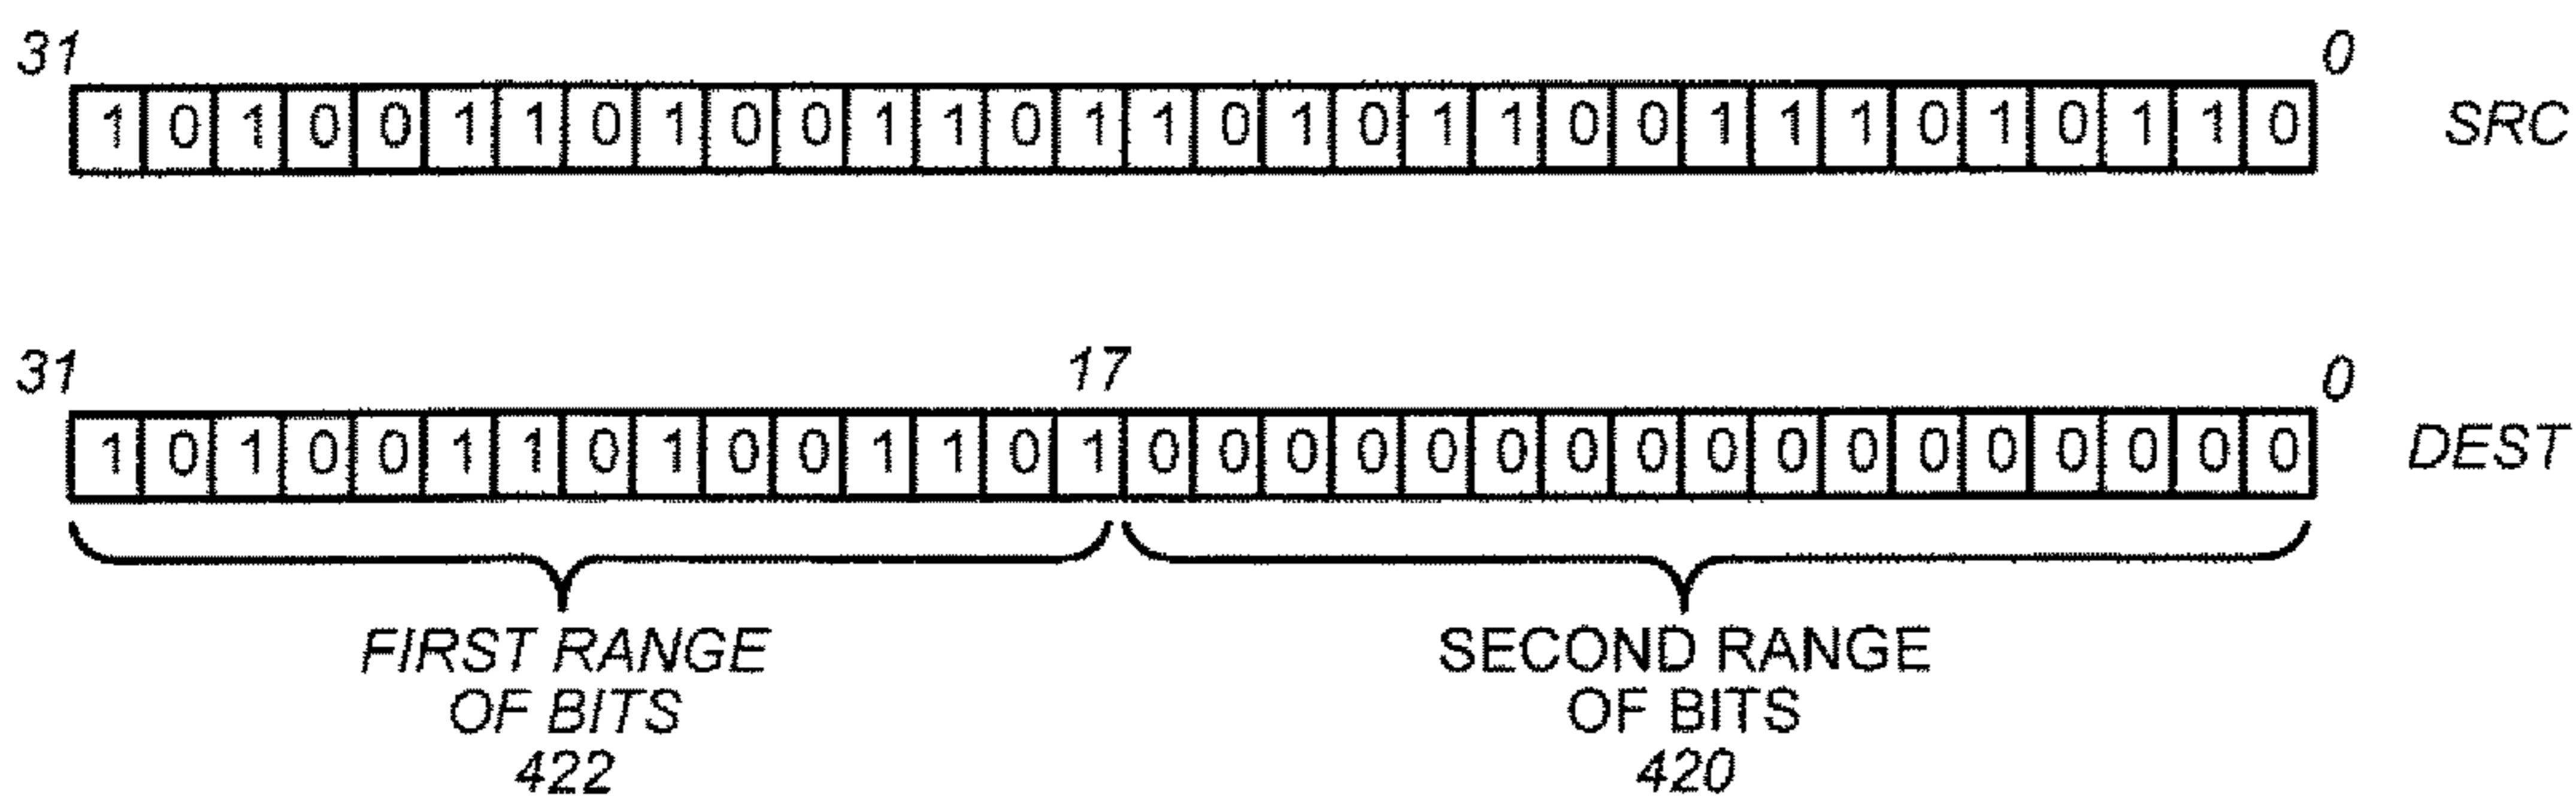 31 0
1 0 1 0 0 1 1 0 1 0 0 1 1 0 1 1 0 1 0 1 1 0 0 1 1 1 0 1 0 1 1 0 SRC
31 17 0
1 0 1 0 0 1 1 0 1 0 0 1 1 0 1 0 0 0 0 0 0 0 0 0 0 0 0 0 0 0 0 0 DEST
FIRST RANGE
OF BITS
422
SECOND RANGE
OF BITS
420